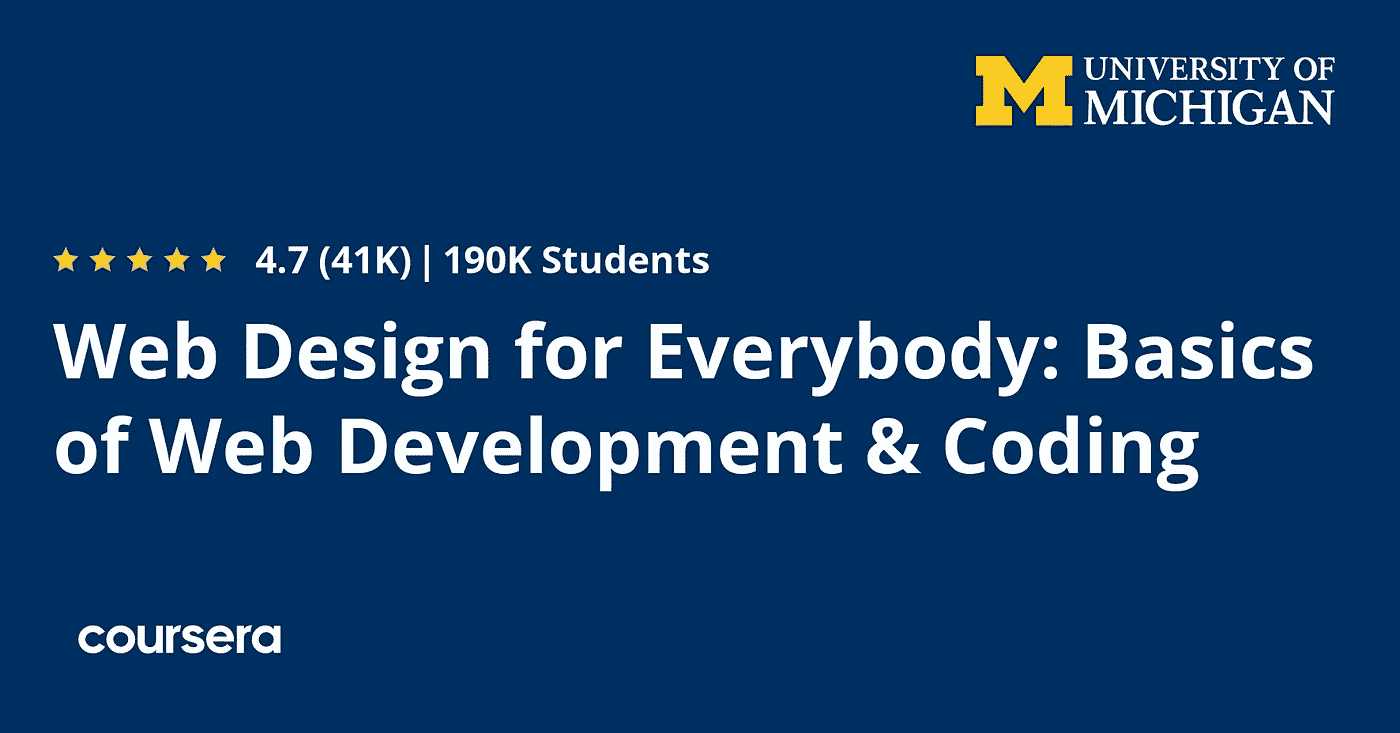 M UNIVERSITY OF
MICHIGAN
4.7 (41K) | 190K Students
Web Design for Everybody: Basics
of Web Development & Coding
coursera